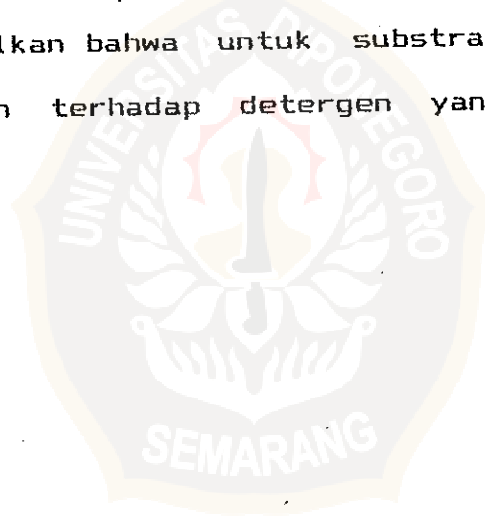 lkan bahwa untuk substra
terhadap detergen yan
UNIVERSITAS DIPONEGORO
SEMARANG